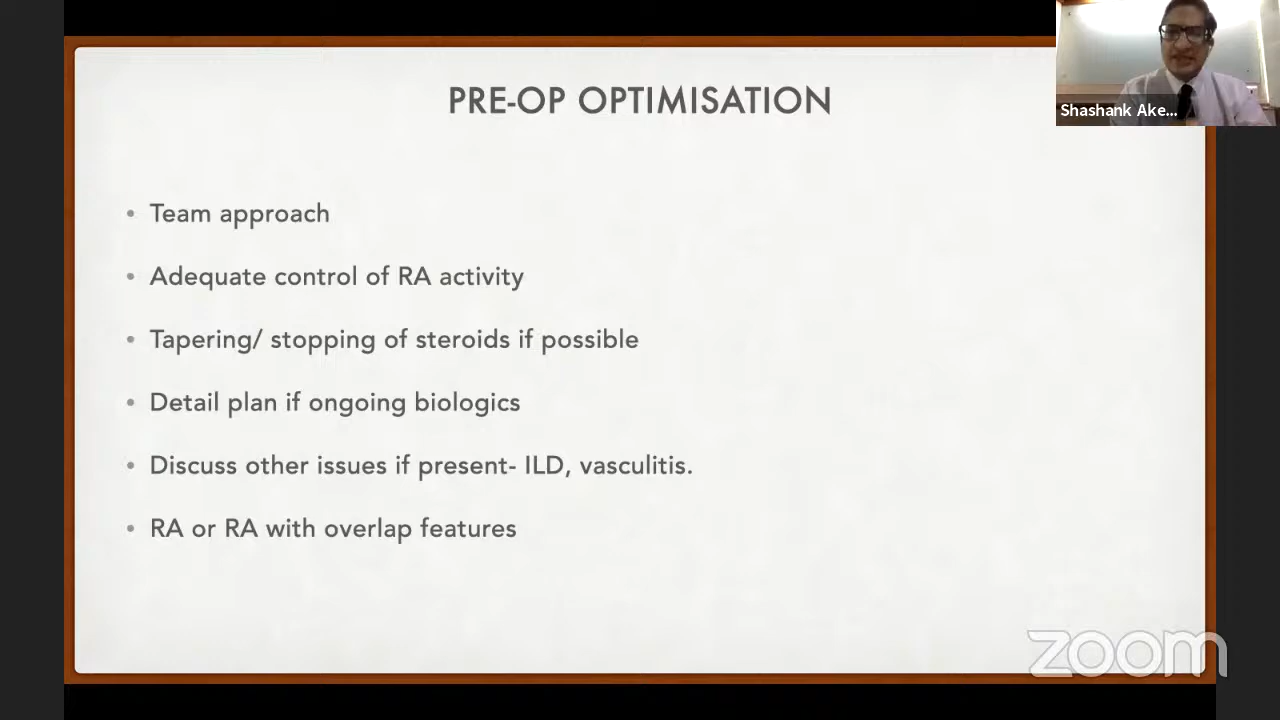 PRE-OP OPTIMISATION
Shashank Ake...
• Team approach
• Adequate control of RA activity
• Tapering/ stopping of steroids if possible
• Detail plan if ongoing biologics
• Discuss other issues if present- ILD, vasculitis.
• RA or RA with overlap features
zoom